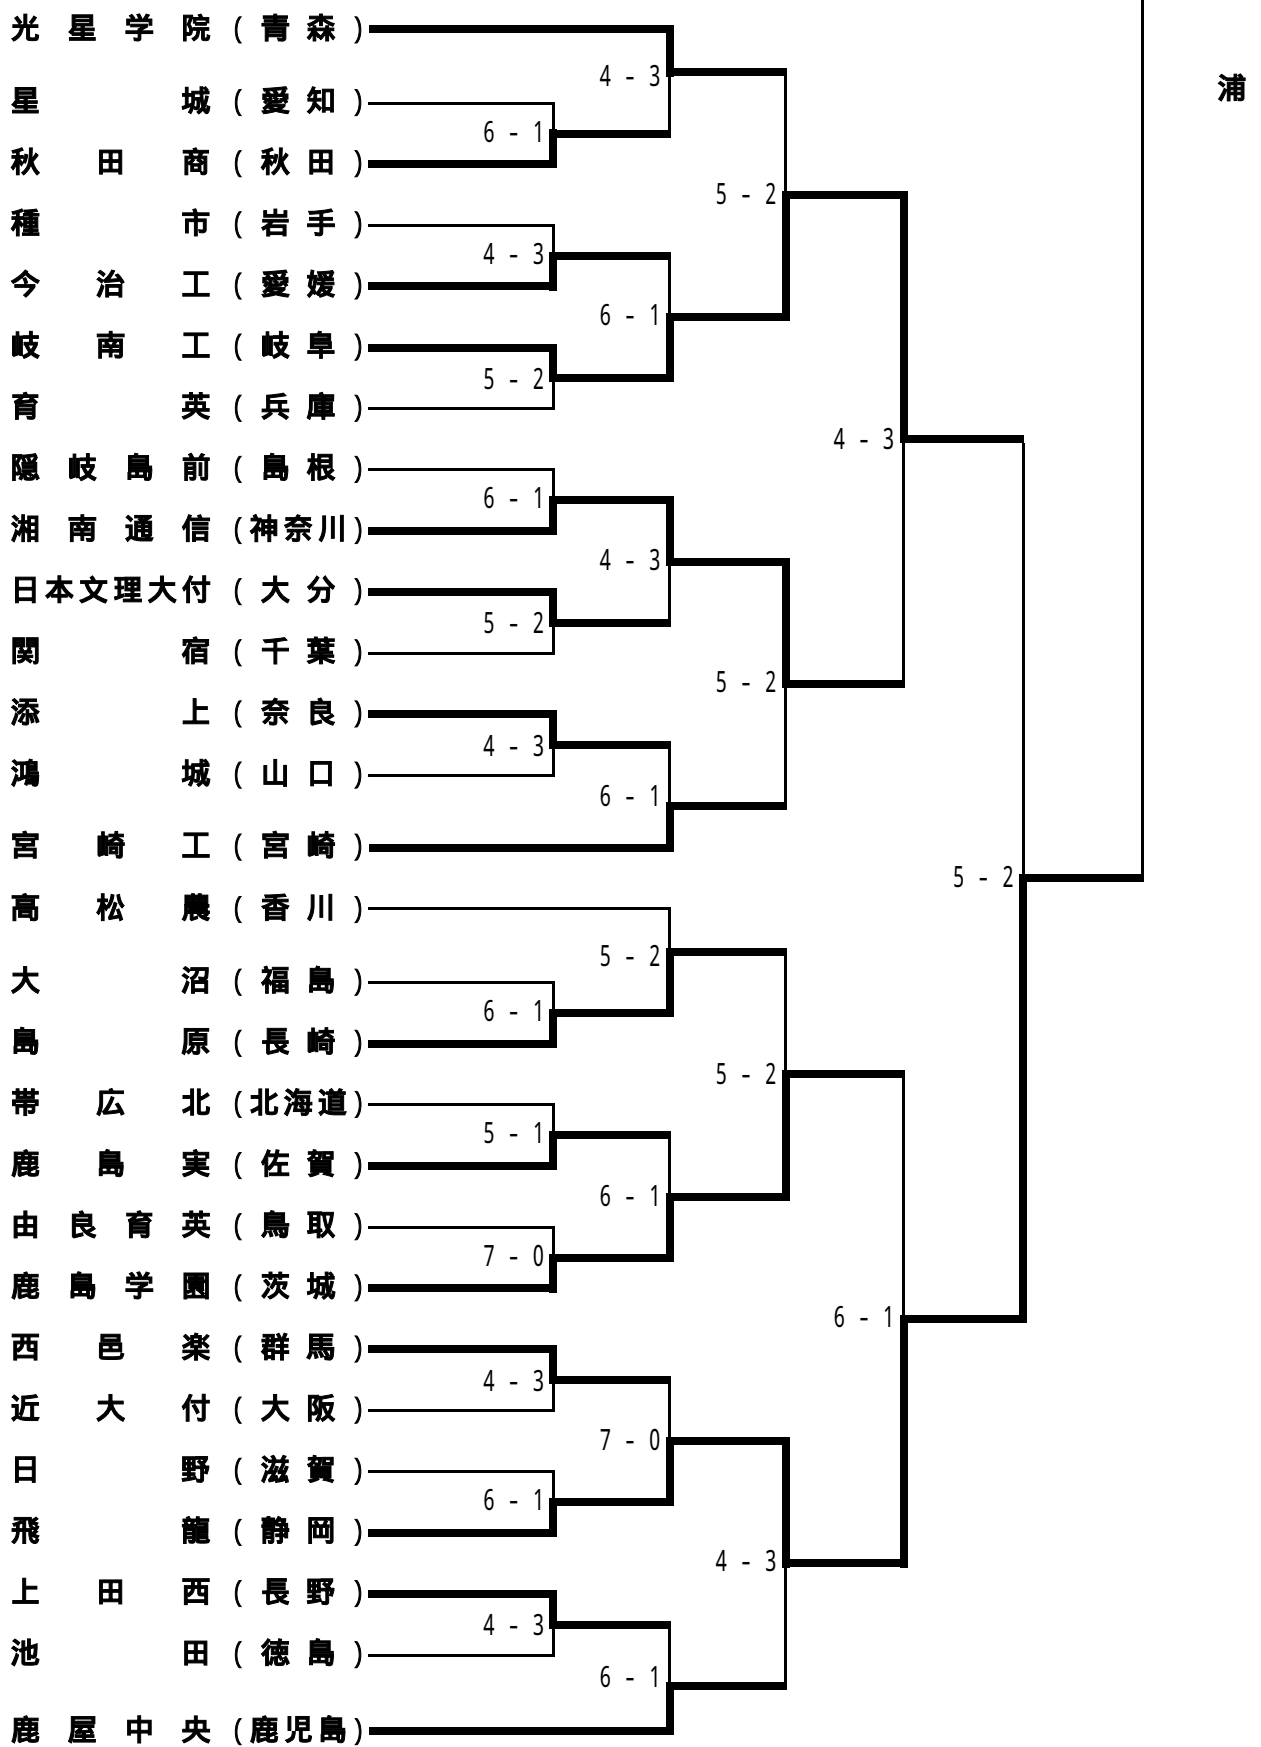 光星学院(青森)
4-3
浦
星城(愛知)
6-1
秋田商(秋田)
5-2
種市(岩手)
4-3
今治工(愛媛)
6-1
岐南工(岐阜)
5-2
育英(兵庫)
4-3
隠岐島前(島根)
6-1
湘南通信(神奈川)
4-3
日本文理大付(大分)
5-2
関宿(千葉)
5-2
添上(奈良)
4-3
鴻城(山口)
6-1
宮崎工(宮崎)
5-2
高松農(香川)
5-2
大沼(福島)
6-1
島原(長崎)
5-2
帯広北(北海道)
5-1
鹿島実(佐賀)
6-1
由良育英(鳥取)
7-0
鹿島学園(茨城)
6-1
西邑楽(群馬)
4-3
近大付(大阪)
7-0
日野(滋賀)
6-1
飛龍(静岡)
4-3
上田西(長野)
4-3
池田(徳島)
6-1
鹿屋中央(鹿児島)